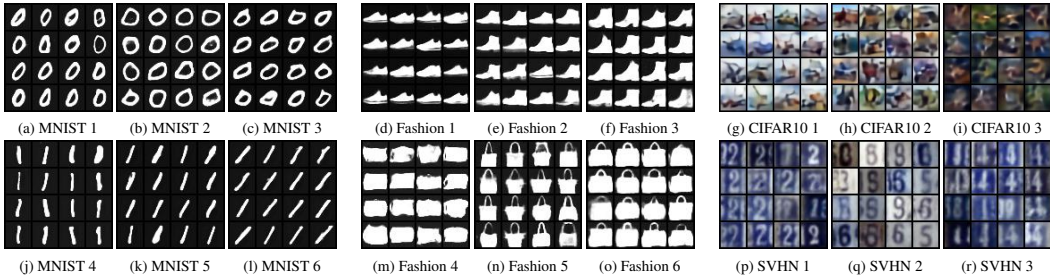 (a) MNIST 1
(b) MNIST 2
(c) MNIST 3
(d) Fashion 1
(e) Fashion 2
(f) Fashion 3
(g) CIFAR10 1
(h) CIFAR10 2
(i) CIFAR10 3
(j) MNIST 4
(k) MNIST 5
(l) MNIST 6
(m) Fashion 4
(n) Fashion 5
(o) Fashion 6
(p) SVHN 1
(q) SVHN 2
(r) SVHN 3